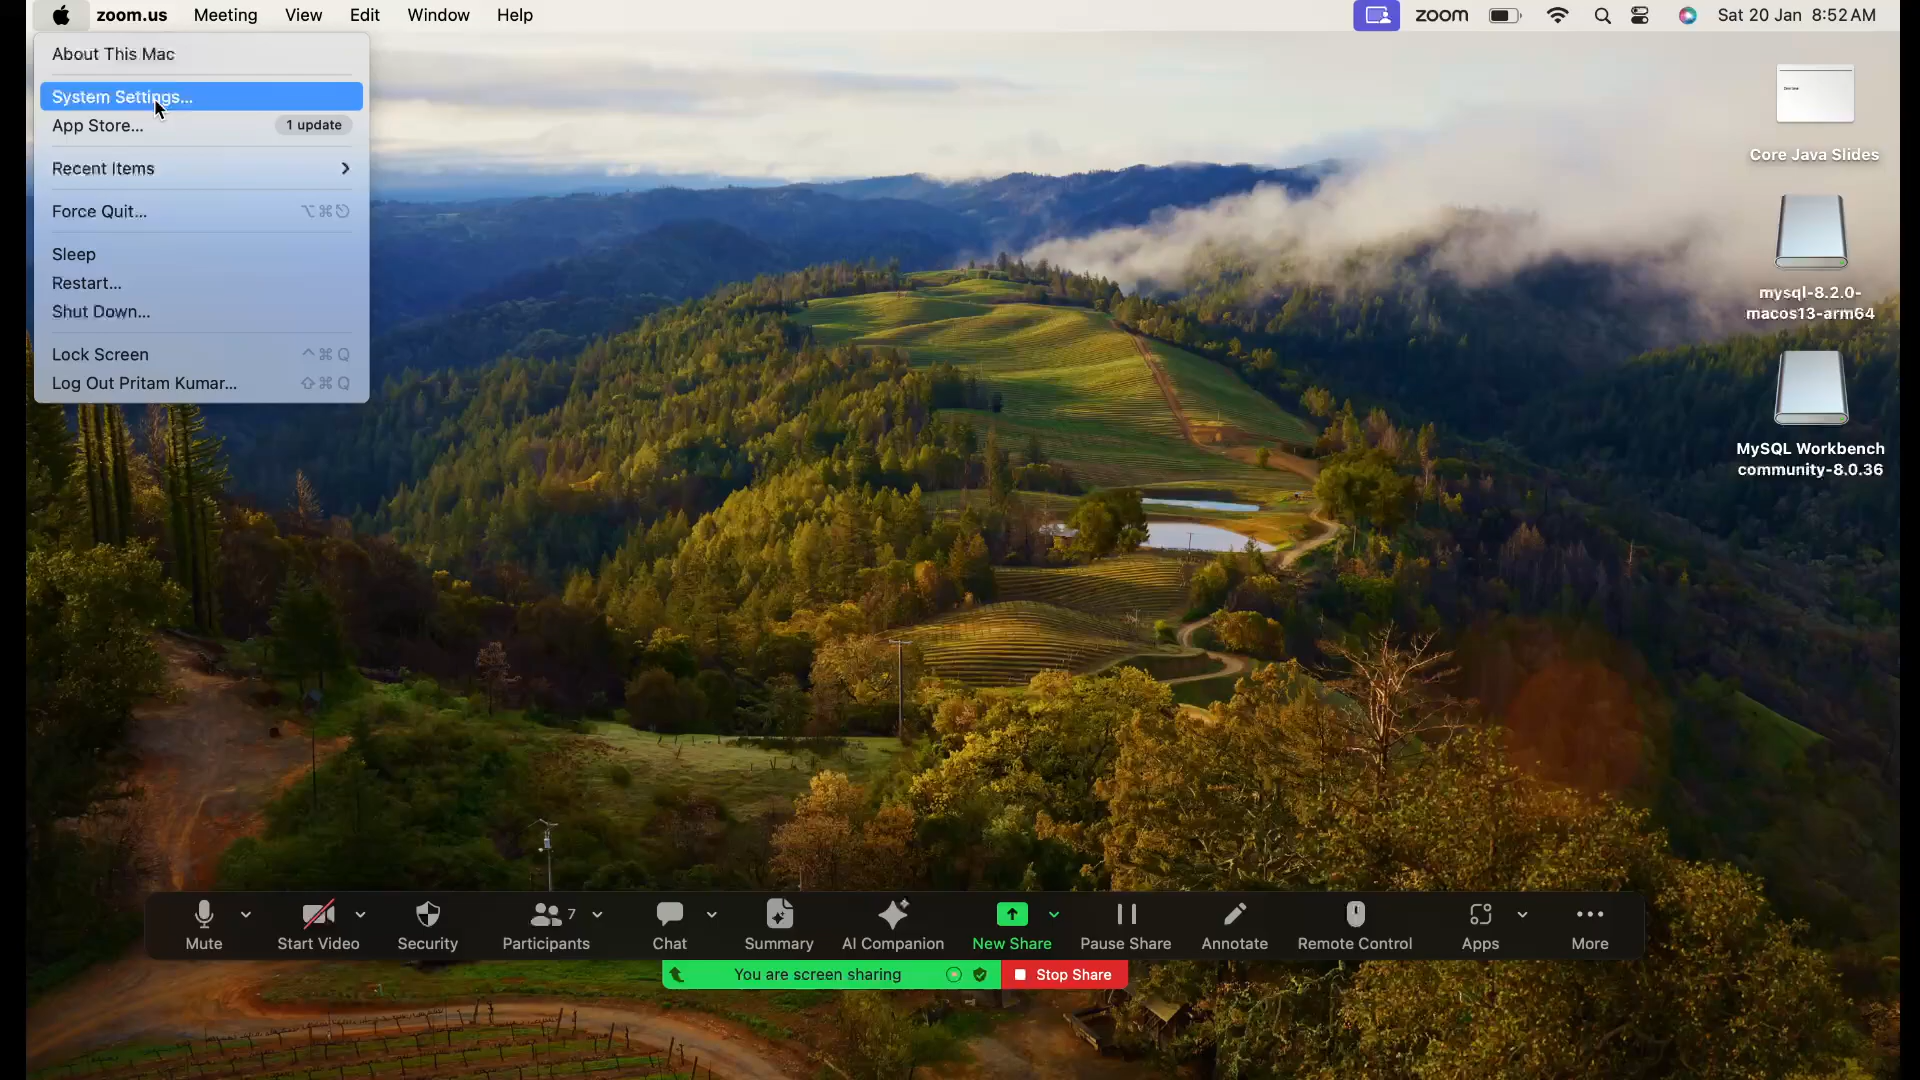 zoom.us Meeting View Edit Window Help zoom Sat 20 Jan 8:52 AM
About This Mac
System Settings...
App Store... 1 update
Recent Items
Force Quit... ⌥⌘⎋
Sleep
Restart...
Shut Down...
Lock Screen ^⌘Q
Log Out Pritam Kumar... ⇧⌘Q
Core Java Slides
mysql-8.2.0-
macos13-arm64
MySQL Workbench
community-8.0.36
7
Mute Start Video Security Participants Chat Summary AI Companion New Share Pause Share Annotate Remote Control Apps More
You are screen sharing Stop Share